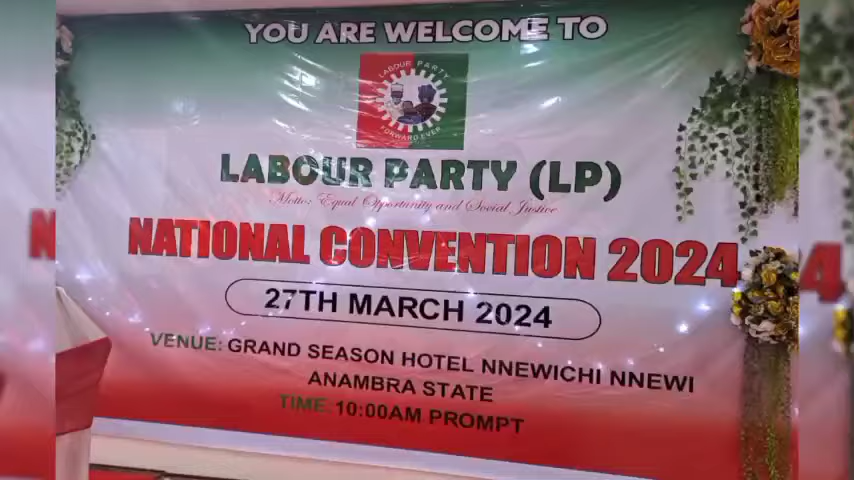 YOU ARE WELCOME TO
LABOUR PARTY
FORWARD EVER
LABOUR PARTY (LP)
Motto: Equal Opportunity and Social Justice
NATIONAL CONVENTION 2024
27TH MARCH 2024
VENUE: GRAND SEASON HOTEL NNEWICHI NNEWI
ANAMBRA STATE
TIME: 10:00AM PROMPT
N
4